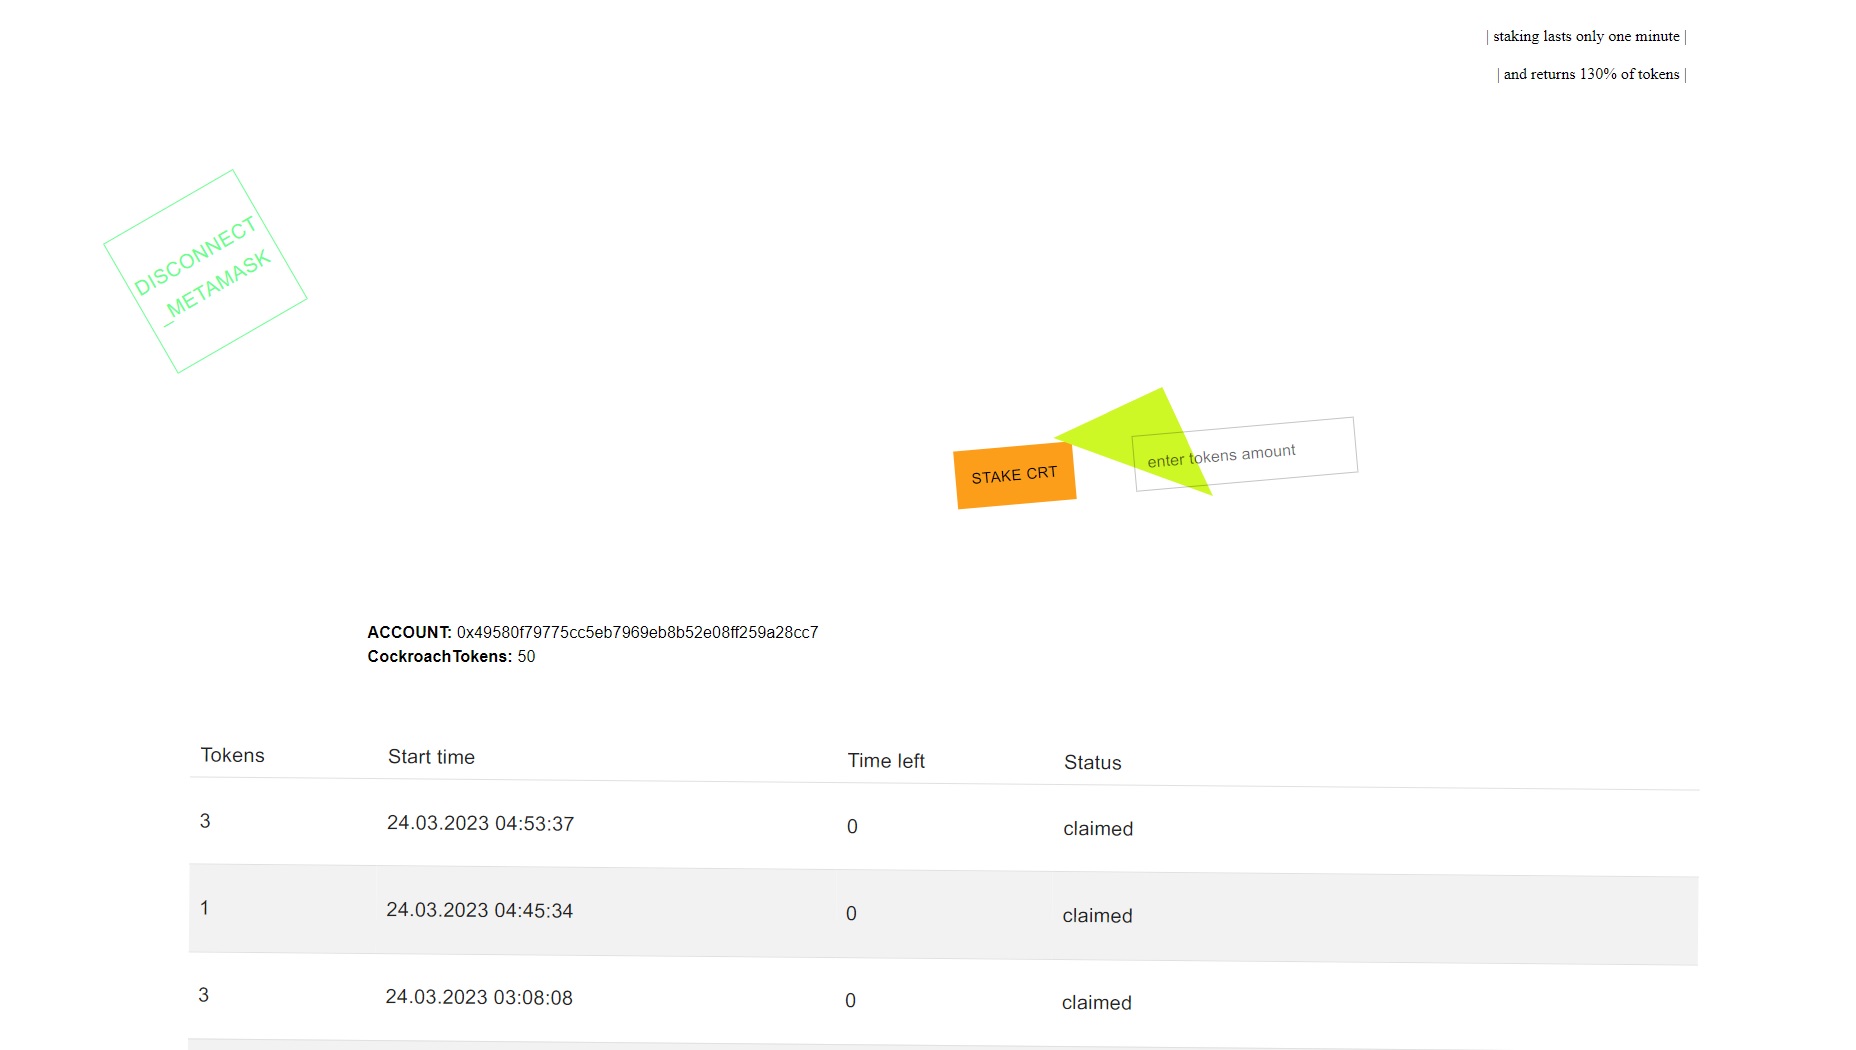 | staking lasts only one minute |
| and returns 130% of tokens |
DISCONNECT
_METAMASK
STAKE CRT
enter tokens amount
ACCOUNT: 0x49580f79775cc5eb7969eb8b52e08ff259a28cc7
CockroachTokens: 50
Tokens Start time Time left Status
3 24.03.2023 04:53:37 0 claimed
1 24.03.2023 04:45:34 0 claimed
3 24.03.2023 03:08:08 0 claimed